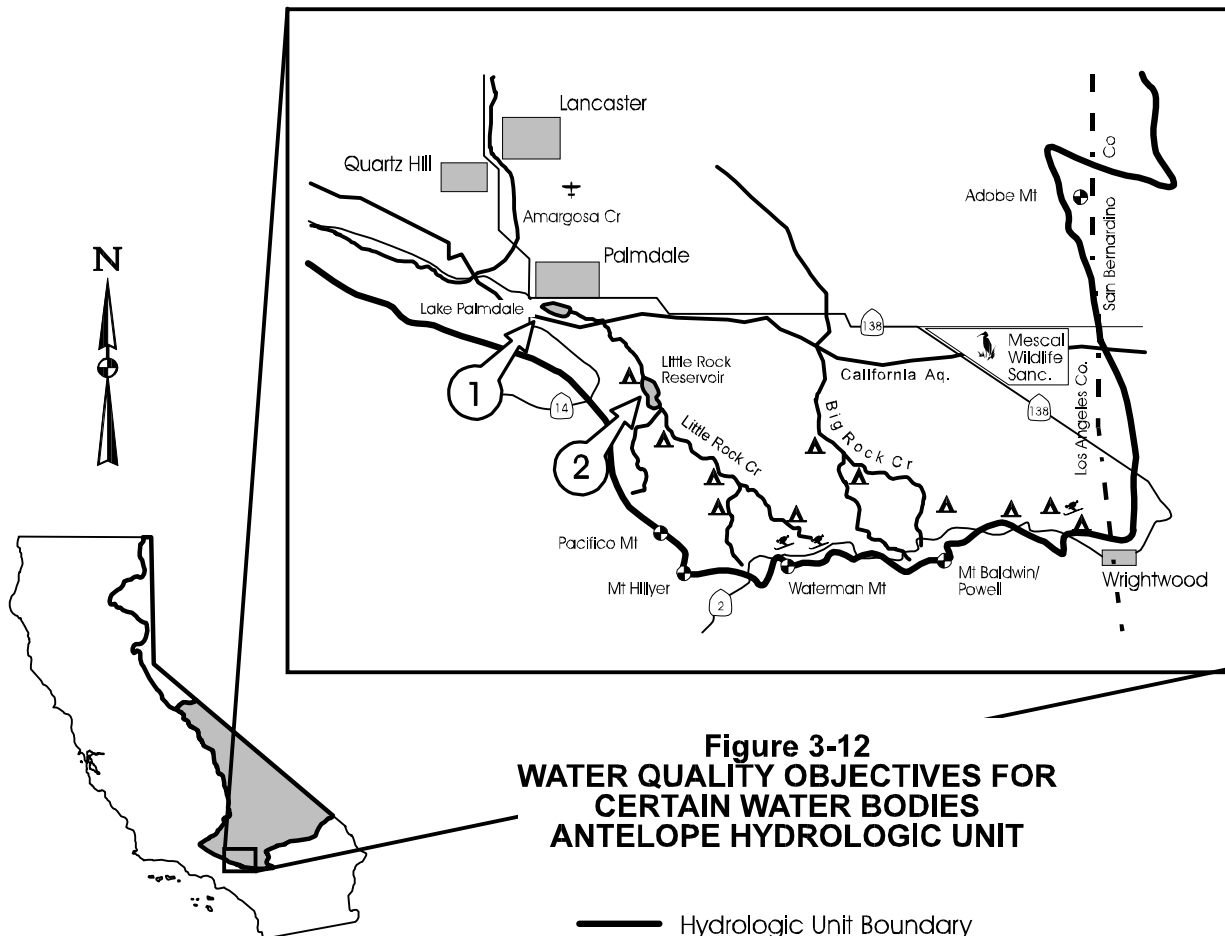 Lancaster
Quartz Hill
Amargosa Cr
Palmdale
Lake Palmdale
Adobe Mt
San Bernardino Co
Los Angeles Co.
138
Mescal
Wildlife
Sanc.
California Aq.
138
Little Rock
Reservoir
1
14
2
Little Rock Cr
Big Rock Cr
N
Pacifico Mt
Mt Hillyer
Waterman Mt
Mt Baldwin/
Powell
Wrightwood
2
Figure 3-12
WATER QUALITY OBJECTIVES FOR
CERTAIN WATER BODIES
ANTELOPE HYDROLOGIC UNIT
Hydrologic Unit Boundary